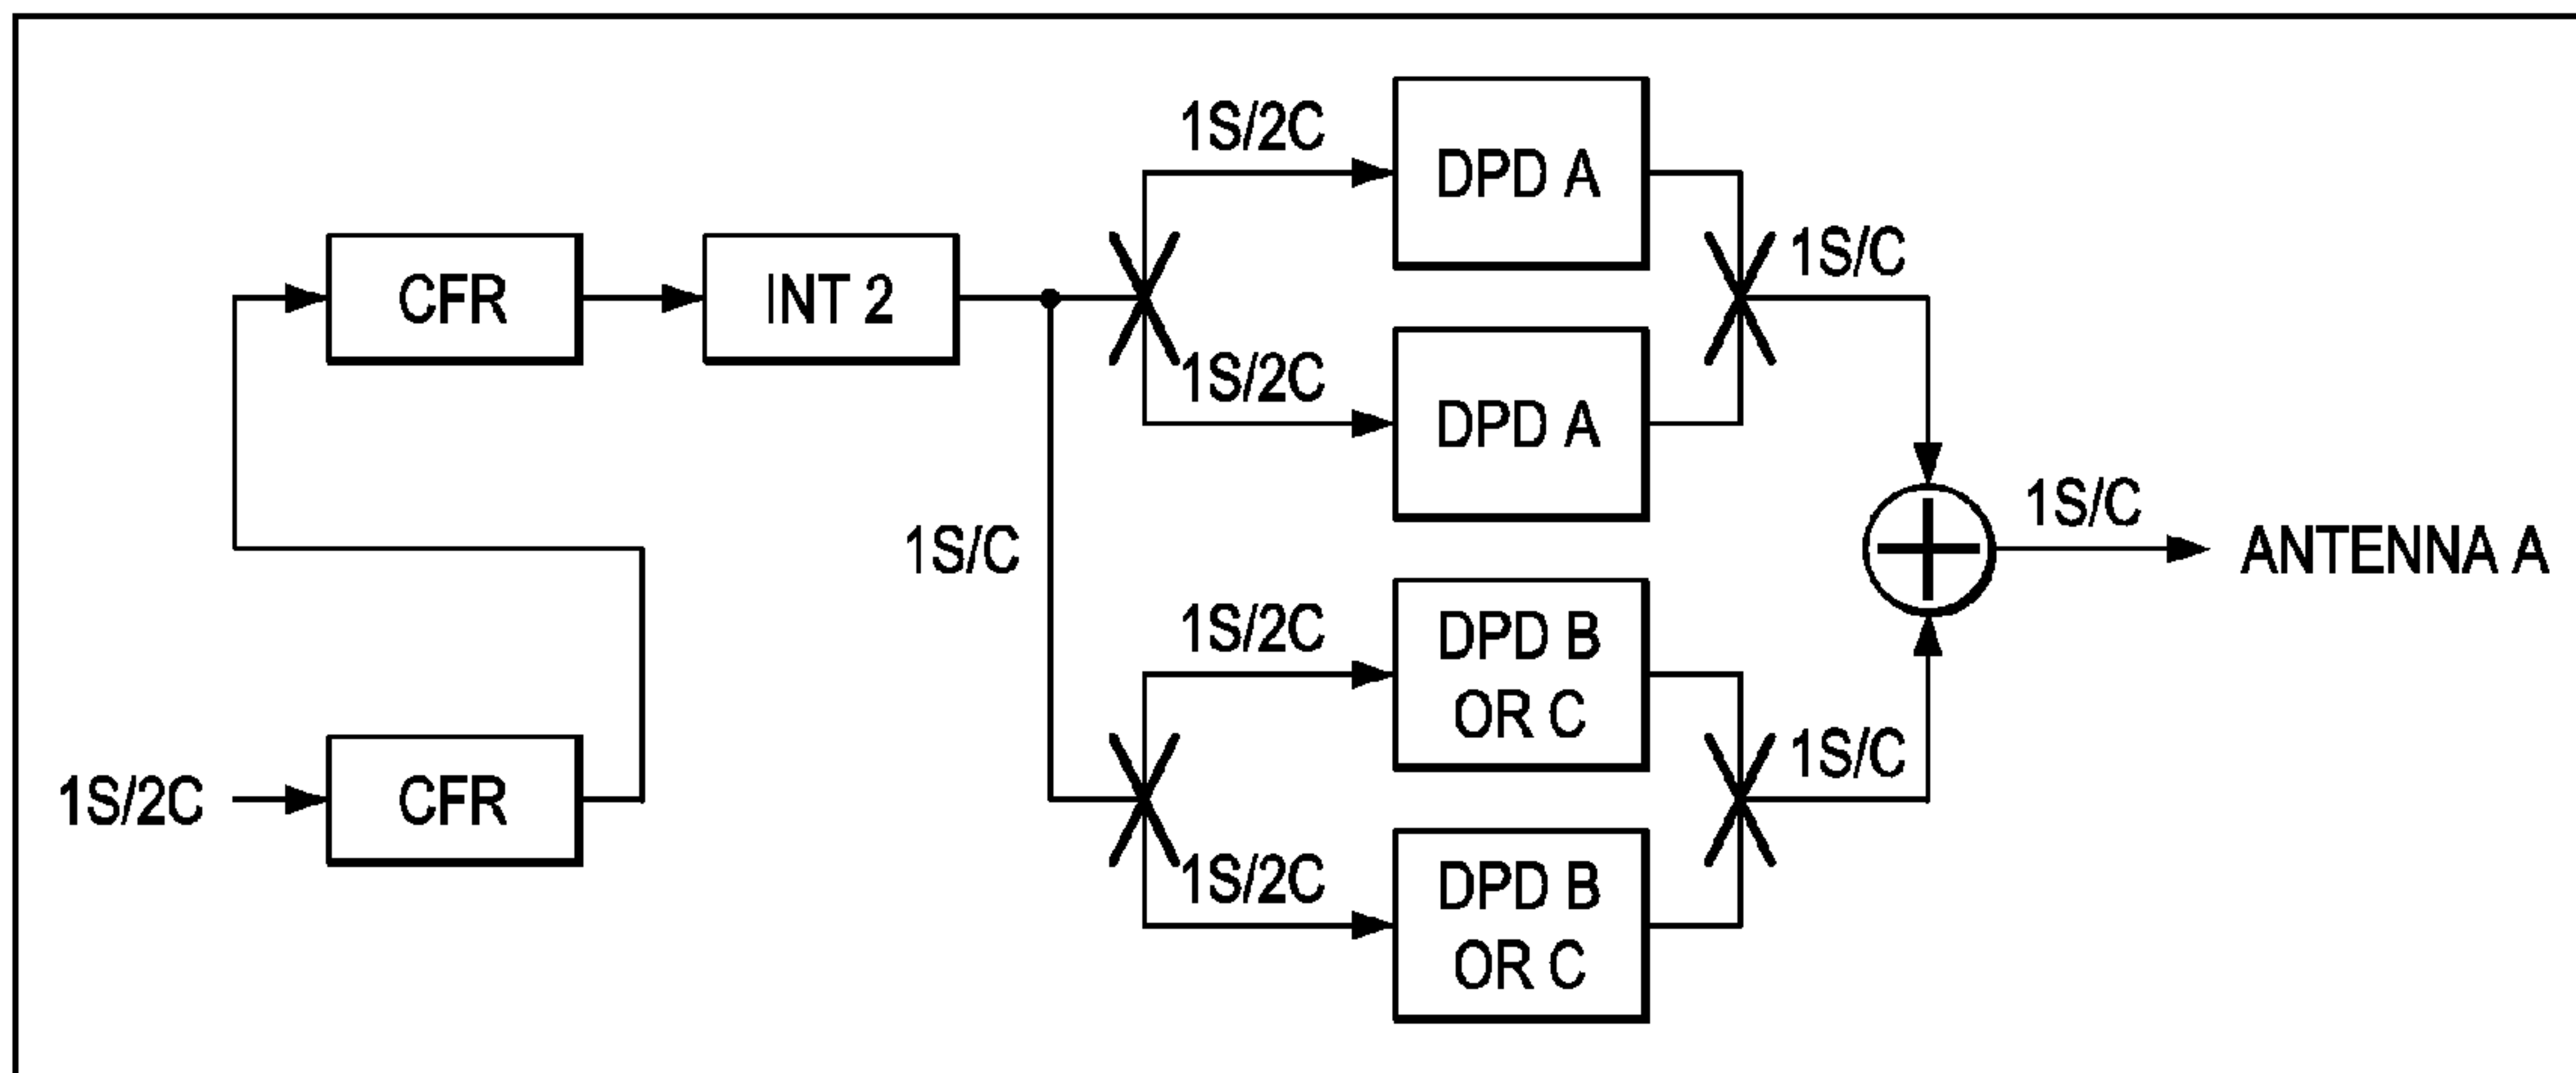 1S/2C
DPD A
1S/C
CFR
INT 2
1S/2C
DPD A
1S/C
ANTENNA A
1S/C
1S/2C
DPD B
OR C
1S/C
1S/2C
CFR
1S/2C
DPD B
OR C